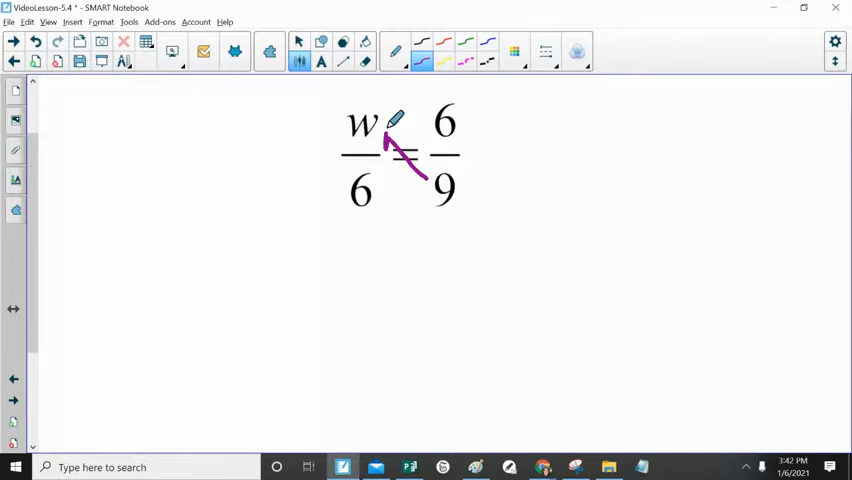 VideoLesson-5.4 * - SMART Notebook
File Edit View Insert Format Tools Add-ons Account Help
w/6 = 6/9
Type here to search
3:42 PM
1/6/2021